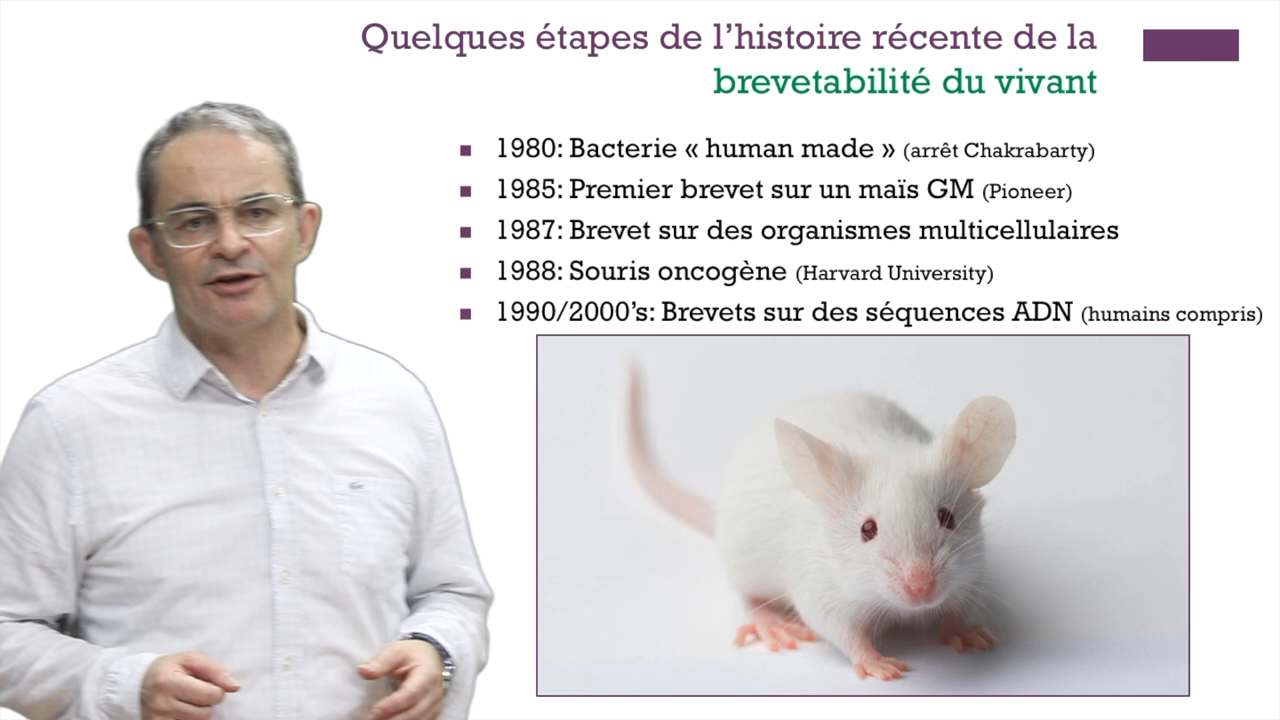 Quelques étapes de l'histoire récente de la
brevetabilité du vivant
1980: Bacterie « human made » (arrêt Chakrabarty)
1985: Premier brevet sur un maïs GM (Pioneer)
1987: Brevet sur des organismes multicellulaires
1988: Souris oncogène (Harvard University)
1990/2000's: Brevets sur des séquences ADN (humains compris)